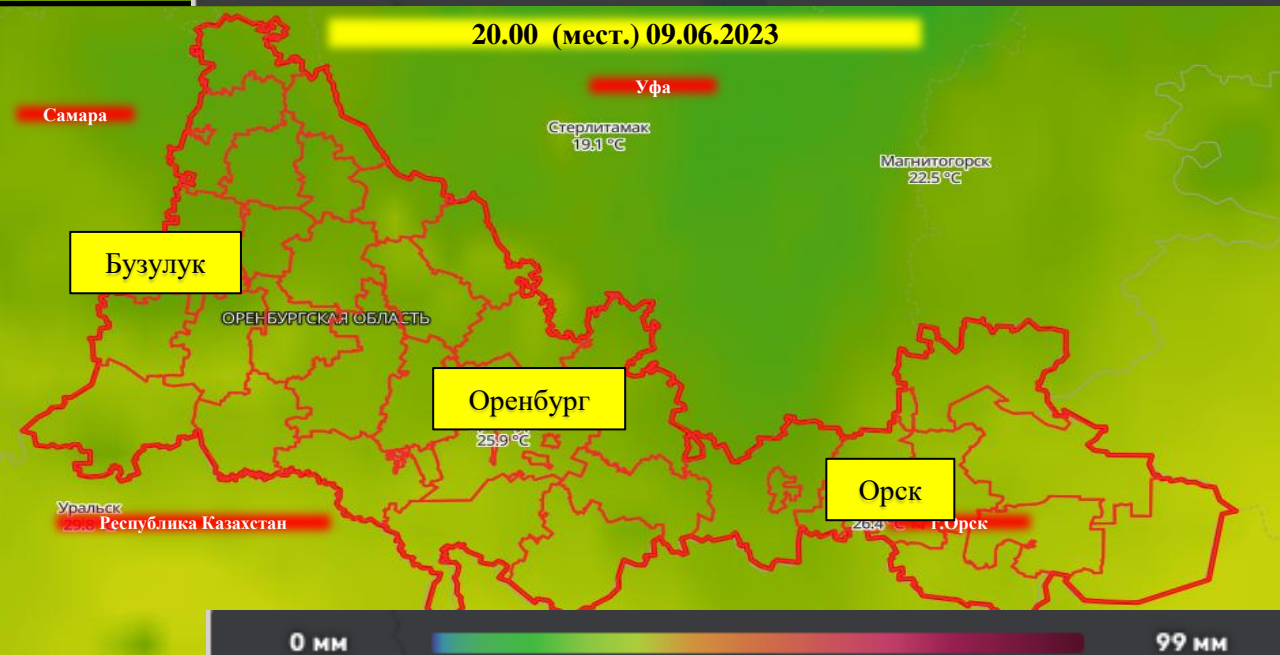 20.00 (мест.) 09.06.2023
Уфа
Самара
Стерлитамак
19.1 °C
Магнитогорск
22.5 °C
Бузулук
ОРЕНБУРГСКАЯ ОБЛАСТЬ
Оренбург
25.9 °C
Орск
Уральск
29.8 Республика Казахстан
26.4 °C г.Орск
0 мм
99 мм